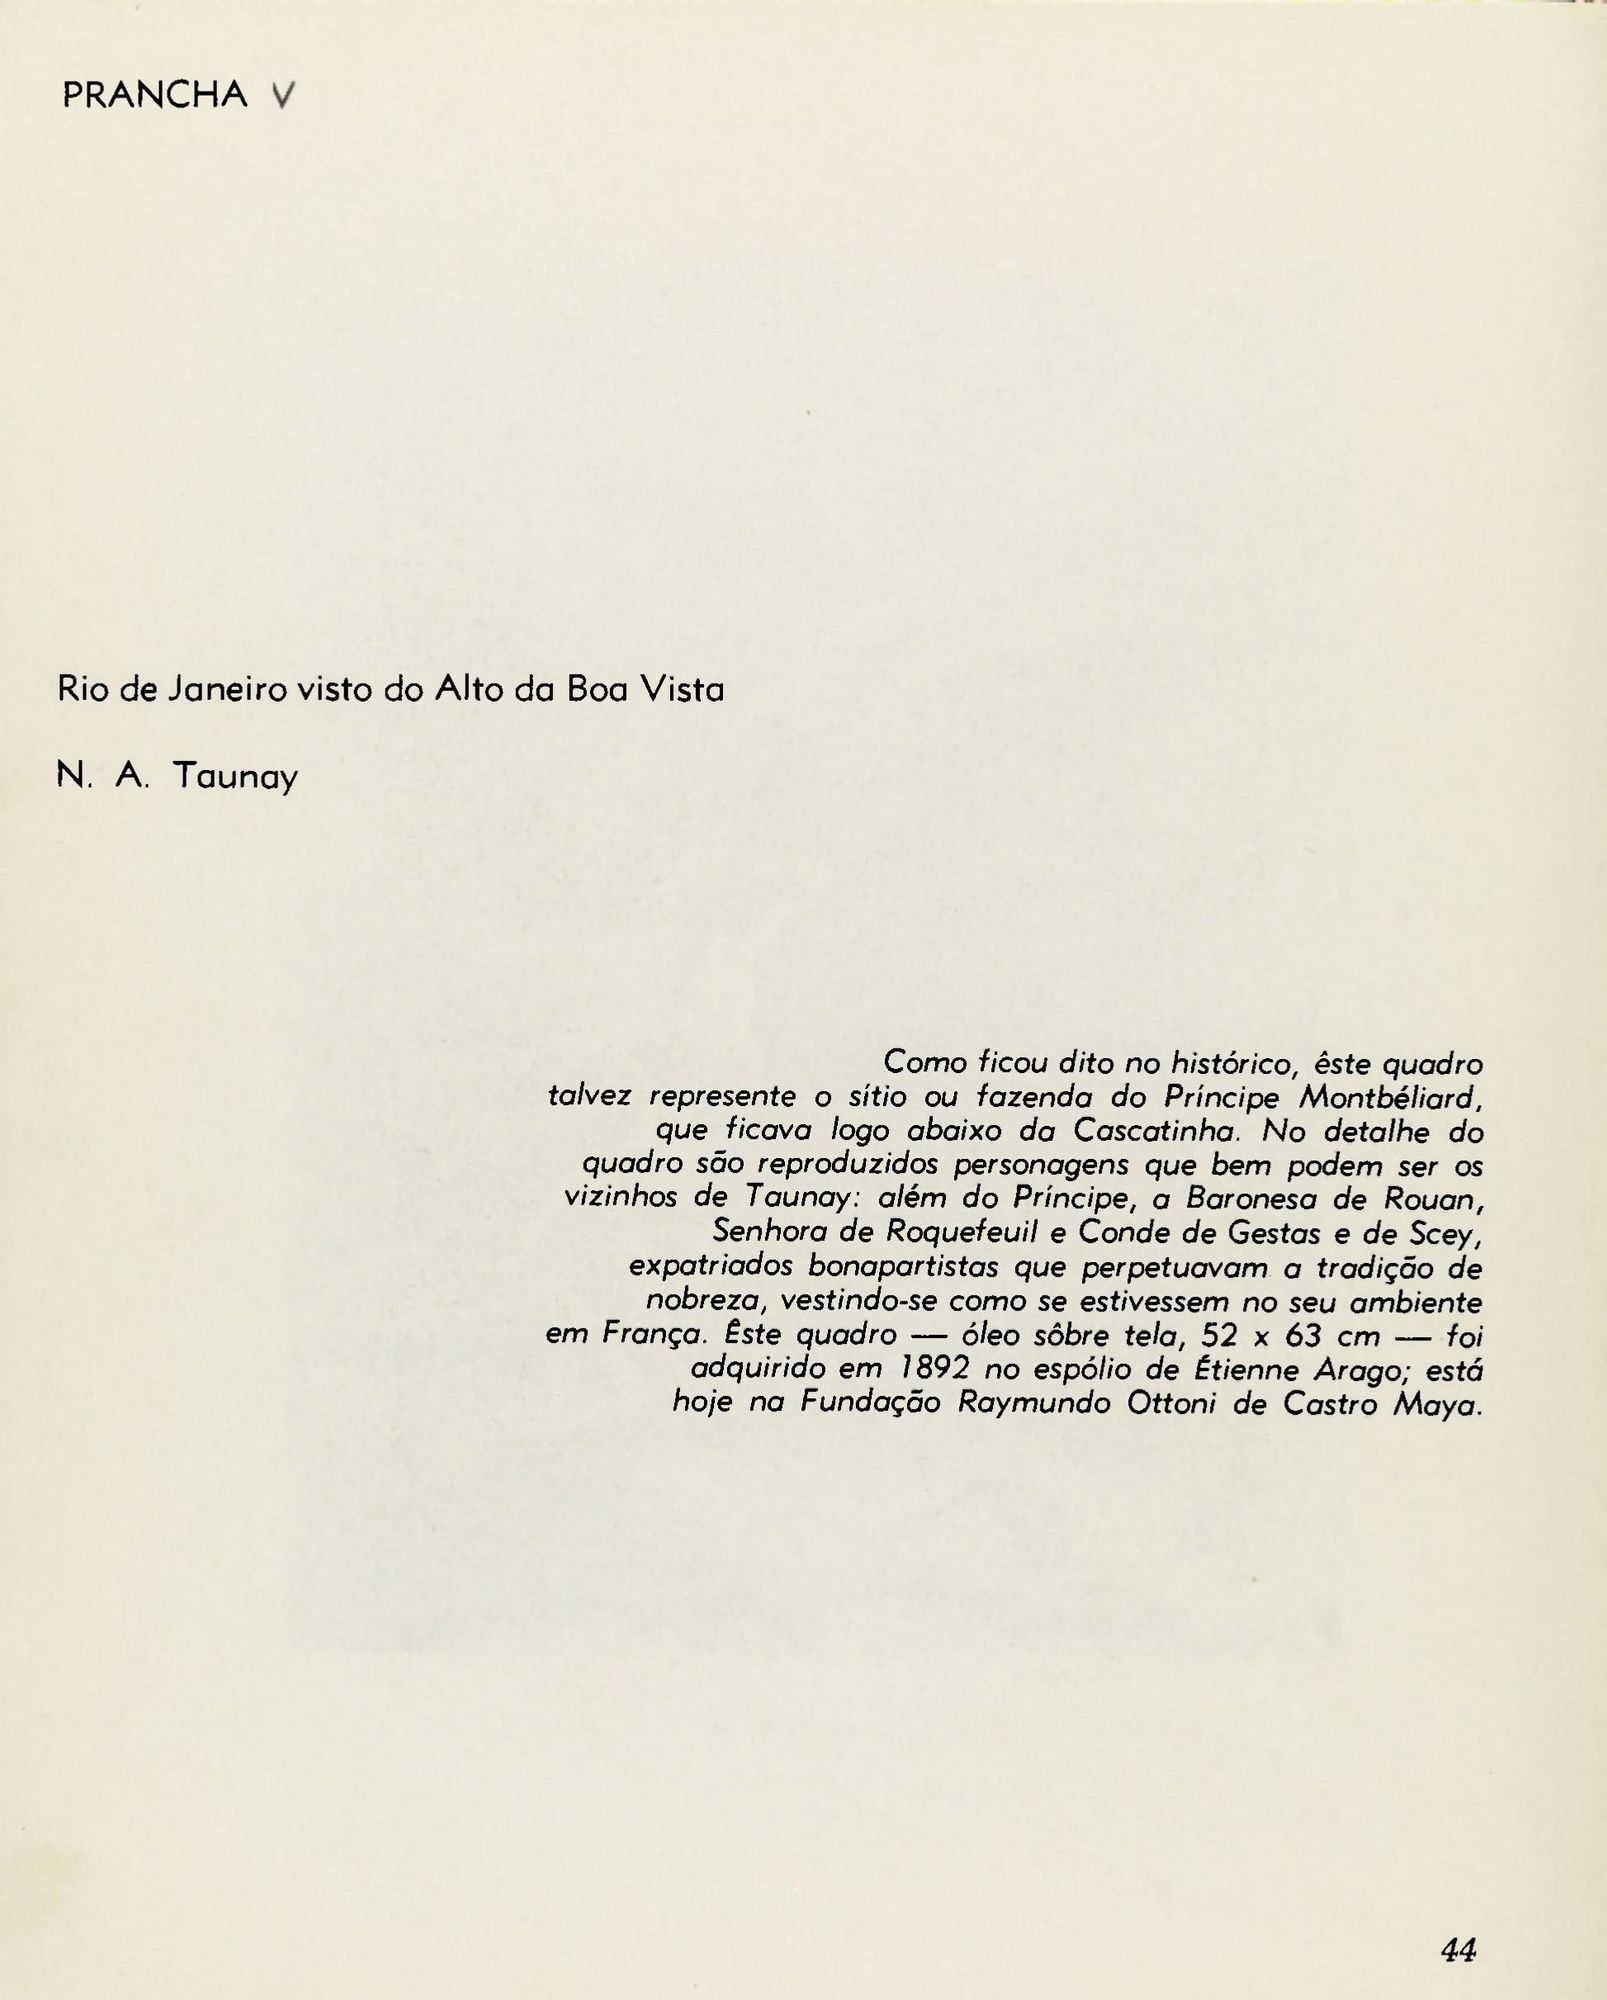 PRANCHA V
Rio de Janeiro visto do Alto da Boa Vista
N. A. Taunay
Como ficou dito no histórico, êste quadro
talvez represente o sítio ou fazenda do Príncipe Montbéliard,
que ficava logo abaixo da Cascatinha. No detalhe do
quadro são reproduzidos personagens que bem podem ser os
vizinhos de Taunay: além do Príncipe, a Baronesa de Rouan,
Senhora de Roquefeuil e Conde de Gestas e de Scey,
expatriados bonapartistas que perpetuavam a tradição de
nobreza, vestindo-se como se estivessem no seu ambiente
em França. Êste quadro — óleo sôbre tela, 52 x 63 cm — foi
adquirido em 1892 no espólio de Étienne Arago; está
hoje na Fundação Raymundo Ottoni de Castro Maya.
44